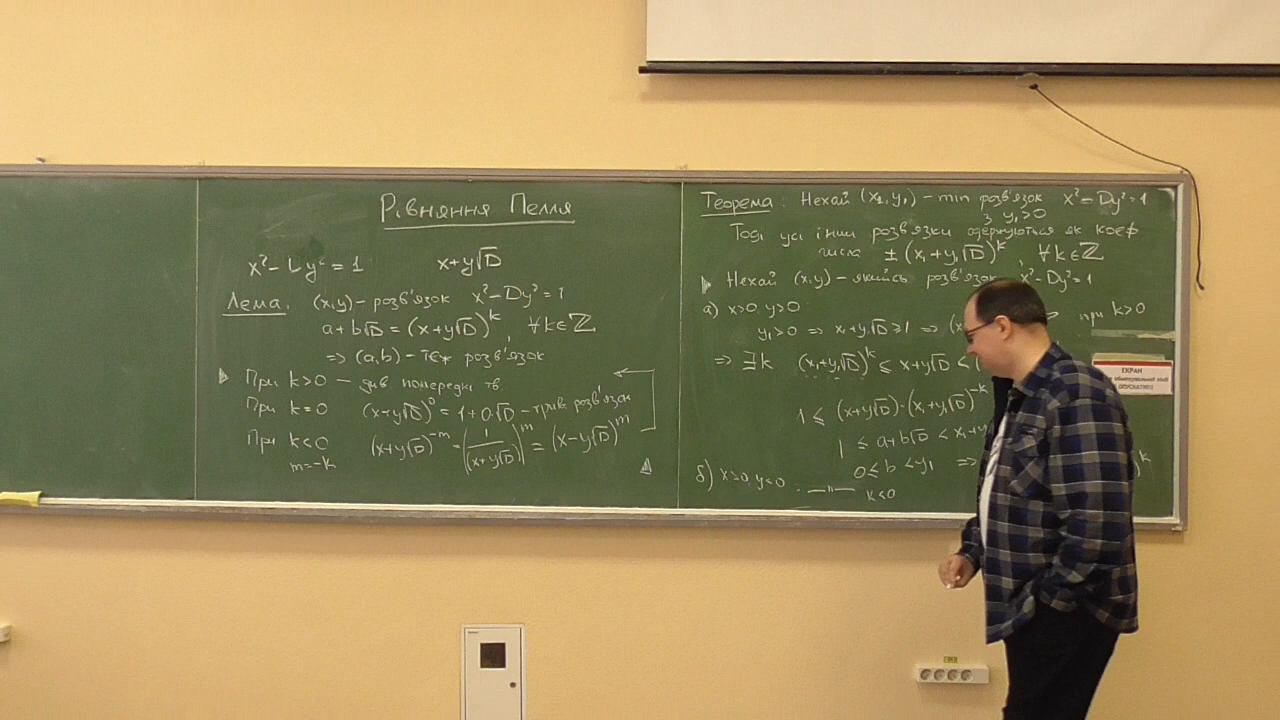 Рівняння Пелля
x² - Dy² = 1 x+y√D
Лема. (x,y) - розв'язок x² - Dy² = 1
a+b√D = (x+y√D)^k, ∀k∈ℤ
=> (a,b) - теж розв'язок
При k>0 - див попередн тв.
При k=0 (x+y√D)^0 = 1+0·√D - трив. розв'язок
При k<0 (x+y√D)^{-m} = (1/(x+y√D))^m = (x-y√D)^m
m=-k
Теорема. Нехай (x₁,y₁) - min розв'язок x² - Dy² = 1
з y₁>0
Тоді усі інші розв'язки одержуються як коеф
числа ±(x₁+y₁√D)^k, ∀k∈ℤ
Нехай (x,y) - якийсь розв'язок x² - Dy² = 1
а) x>0, y>0
y₁>0 => x₁+y₁√D>1 => при k>0
=> ∃k (x₁+y₁√D)^k ≤ x+y√D <
1 ≤ (x+y√D)·(x₁+y₁√D)^{-k}
1 ≤ a+b√D < x₁+y
0≤b<y₁ => k
б) x>0, y<0 . —"— k<0
ЕКРАН
ОПУСКАТИ!!!